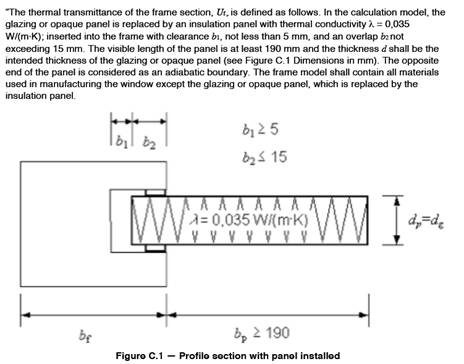 "The thermal transmittance of the frame section, Uf, is defined as follows. In the calculation model, the
glazing or opaque panel is replaced by an insulation panel with thermal conductivity λ = 0,035
W/(m·K); inserted into the frame with clearance b₁, not less than 5 mm, and an overlap b₂ not
exceeding 15 mm. The visible length of the panel is at least 190 mm and the thickness d shall be the
intended thickness of the glazing or opaque panel (see Figure C.1 Dimensions in mm). The opposite
end of the panel is considered as an adiabatic boundary. The frame model shall contain all materials
used in manufacturing the window except the glazing or opaque panel, which is replaced by the
insulation panel.
b₁ b₂
b₁ ≥ 5
b₂ ≤ 15
λ= 0,035 W/(m·K)
dp=dg
bf
bp ≥ 190
Figure C.1 — Profile section with panel installed